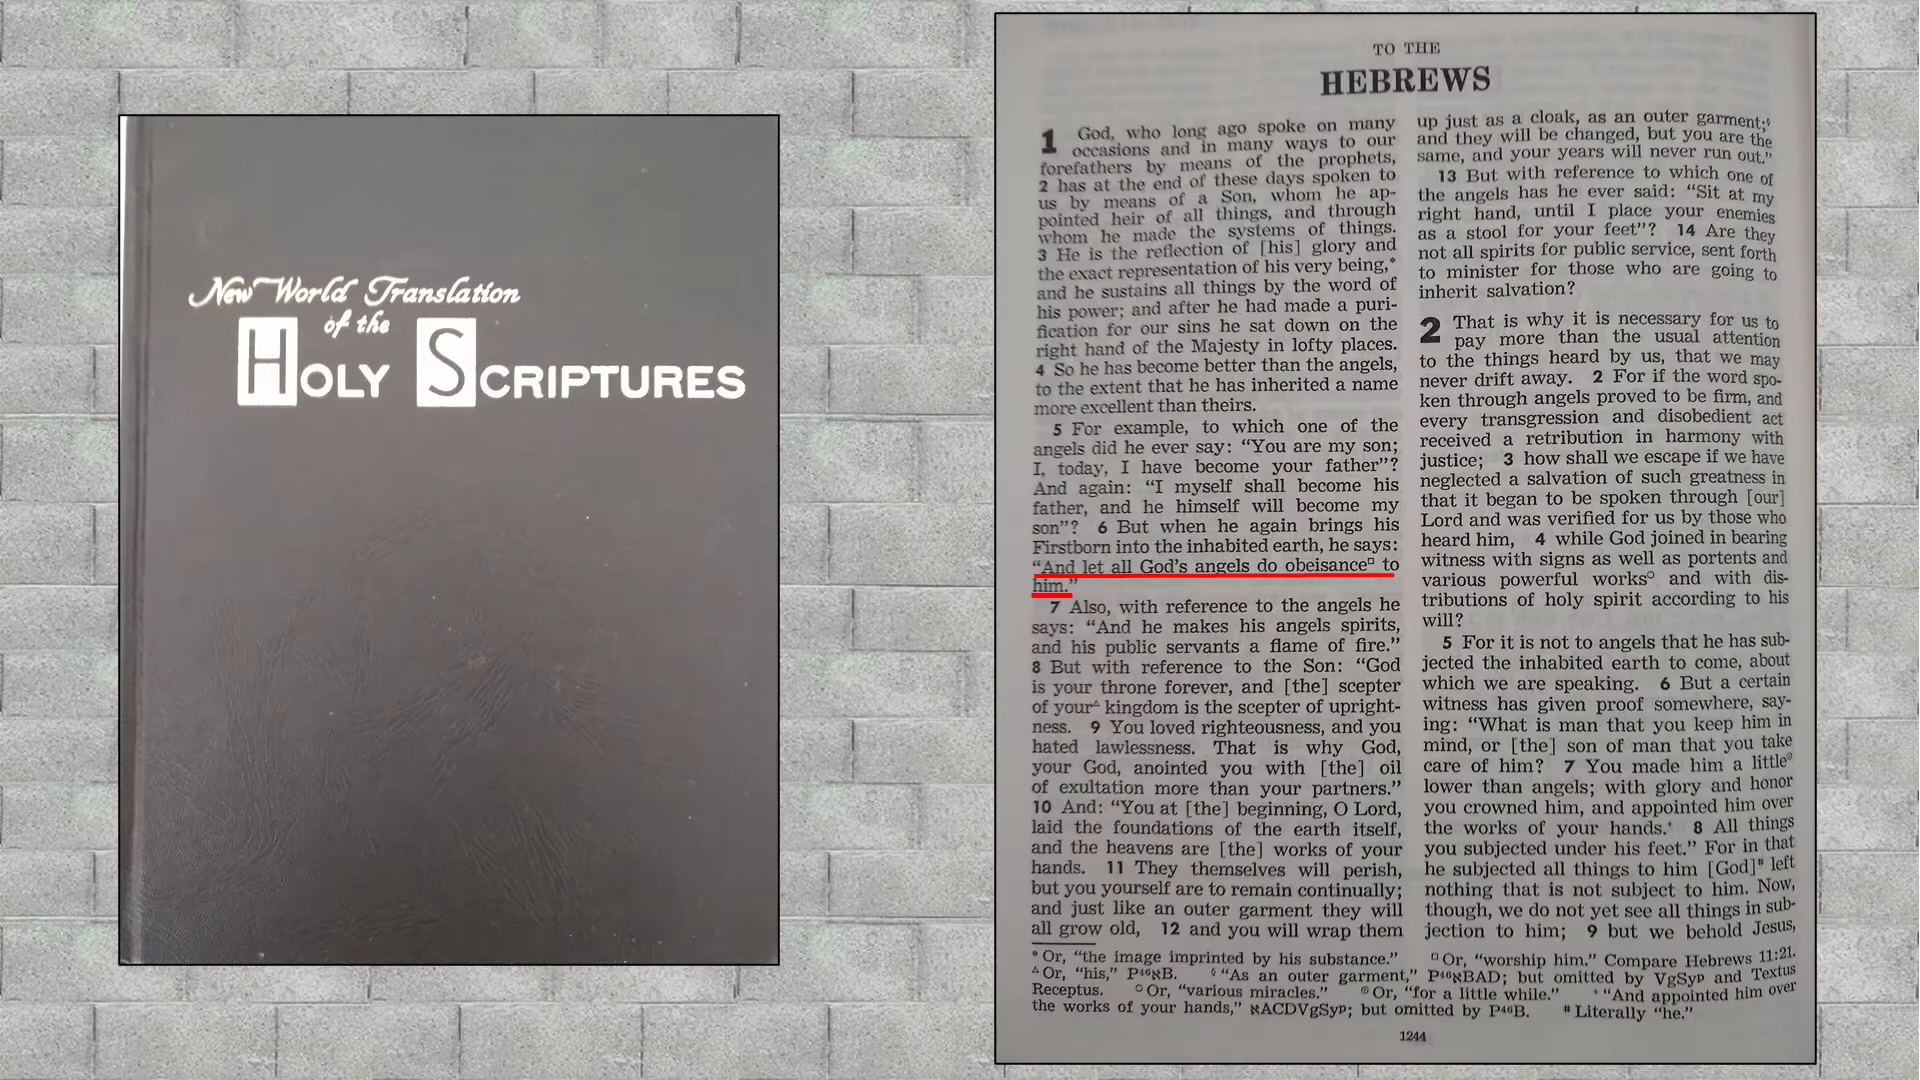 New World Translation
of the
HOLY SCRIPTURES
TO THE
HEBREWS
1 God, who long ago spoke on many
occasions and in many ways to our
forefathers by means of the prophets,
2 has at the end of these days spoken to
us by means of a Son, whom he ap-
pointed heir of all things, and through
whom he made the systems of things.
3 He is the reflection of [his] glory and
the exact representation of his very being,*
and he sustains all things by the word of
his power; and after he had made a puri-
fication for our sins he sat down on the
right hand of the Majesty in lofty places.
4 So he has become better than the angels,
to the extent that he has inherited a name
more excellent than theirs.
5 For example, to which one of the
angels did he ever say: “You are my son;
I, today, I have become your father”?
And again: “I myself shall become his
father, and he himself will become my
son”? 6 But when he again brings his
Firstborn into the inhabited earth, he says:
“And let all God’s angels do obeisance□ to
him.”
7 Also, with reference to the angels he
says: “And he makes his angels spirits,
and his public servants a flame of fire.”
8 But with reference to the Son: “God
is your throne forever, and [the] scepter
of your△ kingdom is the scepter of upright-
ness. 9 You loved righteousness, and you
hated lawlessness. That is why God,
your God, anointed you with [the] oil
of exultation more than your partners.”
10 And: “You at [the] beginning, O Lord,
laid the foundations of the earth itself,
and the heavens are [the] works of your
hands. 11 They themselves will perish,
but you yourself are to remain continually;
and just like an outer garment they will
all grow old, 12 and you will wrap them
up just as a cloak, as an outer garment;◊
and they will be changed, but you are the
same, and your years will never run out.”
13 But with reference to which one of
the angels has he ever said: “Sit at my
right hand, until I place your enemies
as a stool for your feet”? 14 Are they
not all spirits for public service, sent forth
to minister for those who are going to
inherit salvation?
2 That is why it is necessary for us to
pay more than the usual attention
to the things heard by us, that we may
never drift away. 2 For if the word spo-
ken through angels proved to be firm, and
every transgression and disobedient act
received a retribution in harmony with
justice; 3 how shall we escape if we have
neglected a salvation of such greatness in
that it began to be spoken through [our]
Lord and was verified for us by those who
heard him, 4 while God joined in bearing
witness with signs as well as portents and
various powerful works○ and with dis-
tributions of holy spirit according to his
will?
5 For it is not to angels that he has sub-
jected the inhabited earth to come, about
which we are speaking. 6 But a certain
witness has given proof somewhere, say-
ing: “What is man that you keep him in
mind, or [the] son of man that you take
care of him? 7 You made him a little⊙
lower than angels; with glory and honor
you crowned him, and appointed him over
the works of your hands.⁺ 8 All things
you subjected under his feet.” For in that
he subjected all things to him [God]# left
nothing that is not subject to him. Now,
though, we do not yet see all things in sub-
jection to him; 9 but we behold Jesus,
* Or, “the image imprinted by his substance.” □ Or, “worship him.” Compare Hebrews 11:21.
△ Or, “his,” P⁴⁶אB. ◊ “As an outer garment,” P⁴⁶אBAD; but omitted by VgSyᵖ and Textus
Receptus. ○ Or, “various miracles.” ⊙ Or, “for a little while.” ⁺ “And appointed him over
the works of your hands,” אACDVgSyᵖ; but omitted by P⁴⁶B. # Literally “he.”
1244